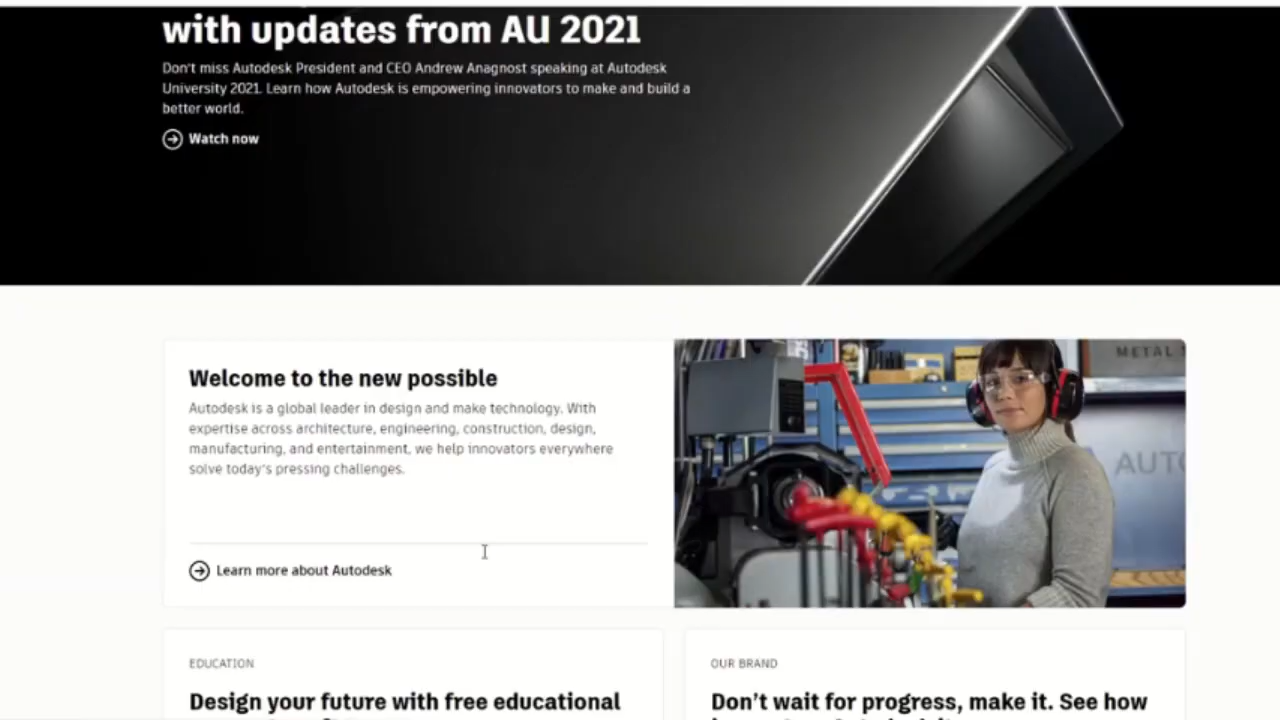 with updates from AU 2021
Don't miss Autodesk President and CEO Andrew Anagnost speaking at Autodesk
University 2021. Learn how Autodesk is empowering innovators to make and build a
better world.
Watch now
Welcome to the new possible
Autodesk is a global leader in design and make technology. With
expertise across architecture, engineering, construction, design,
manufacturing, and entertainment, we help innovators everywhere
solve today's pressing challenges.
METAL
AUTO
Learn more about Autodesk
EDUCATION
Design your future with free educational
OUR BRAND
Don't wait for progress, make it. See how